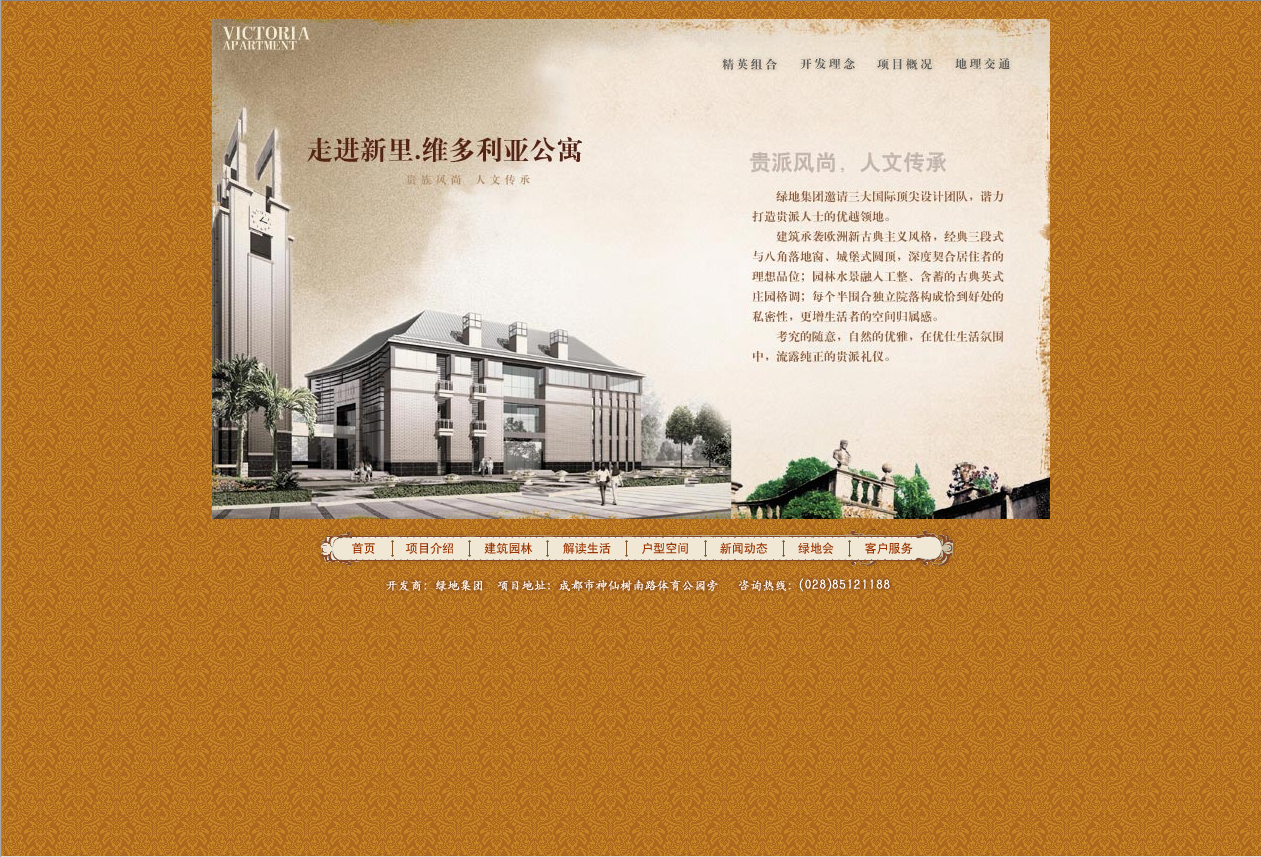 VICTORIA
APARTMENT
精英组合 开发理念 项目概况 地理交通
走进新里.维多利亚公寓
贵族风尚 人文传承
贵派风尚，人文传承
绿地集团邀请三大国际顶尖设计团队，谐力
打造贵派人士的优越领地。
建筑承袭欧洲新古典主义风格，经典三段式
与八角落地窗、城堡式圆顶，深度契合居住者的
理想品位；园林水景融入工整、含蓄的古典英式
庄园格调；每个半围合独立院落构成恰到好处的
私密性，更增生活者的空间归属感。
考究的随意，自然的优雅，在优仕生活氛围
中，流露纯正的贵派礼仪。
首页 项目介绍 建筑园林 解读生活 户型空间 新闻动态 绿地会 客户服务
开发商：绿地集团 项目地址：成都市神仙树南路体育公园旁 咨询热线：(028)85121188